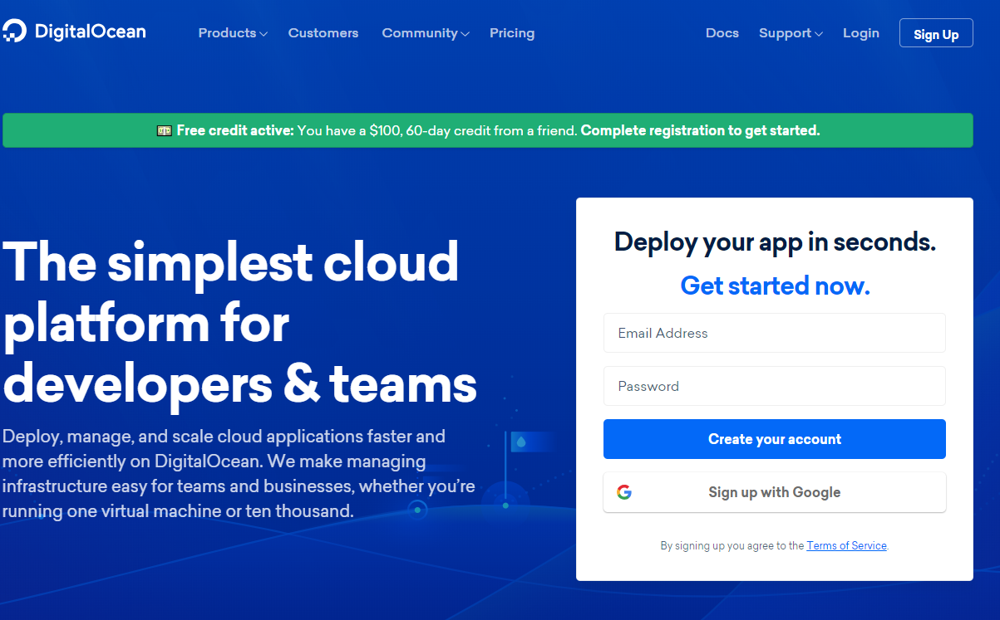 DigitalOcean
Products
Customers
Community
Pricing
Docs
Support
Login
Sign Up
Free credit active: You have a $100, 60-day credit from a friend. Complete registration to get started.
The simplest cloud
platform for
developers & teams
Deploy, manage, and scale cloud applications faster and
more efficiently on DigitalOcean. We make managing
infrastructure easy for teams and businesses, whether you’re
running one virtual machine or ten thousand.
Deploy your app in seconds.
Get started now.
Email Address
Password
Create your account
Sign up with Google
By signing up you agree to the Terms of Service.